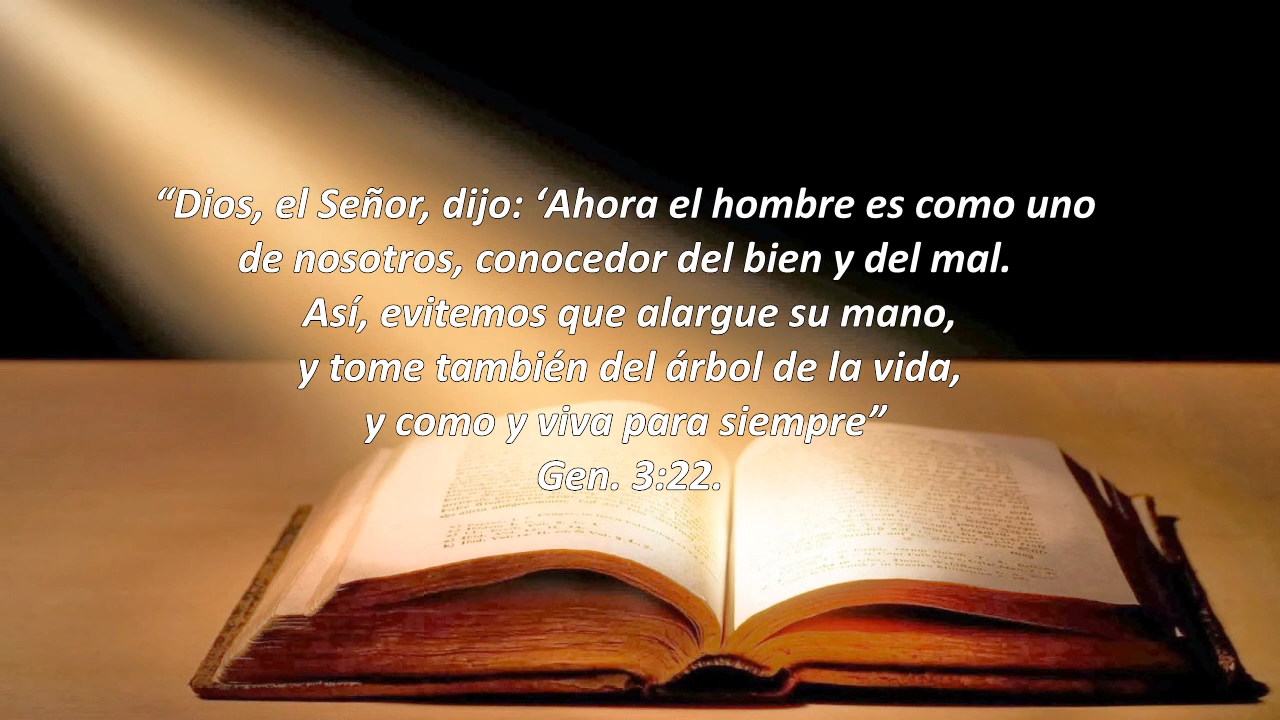 “Dios, el Señor, dijo: ‘Ahora el hombre es como uno
de nosotros, conocedor del bien y del mal.
Así, evitemos que alargue su mano,
y tome también del árbol de la vida,
y como y viva para siempre”
Gen. 3:22.